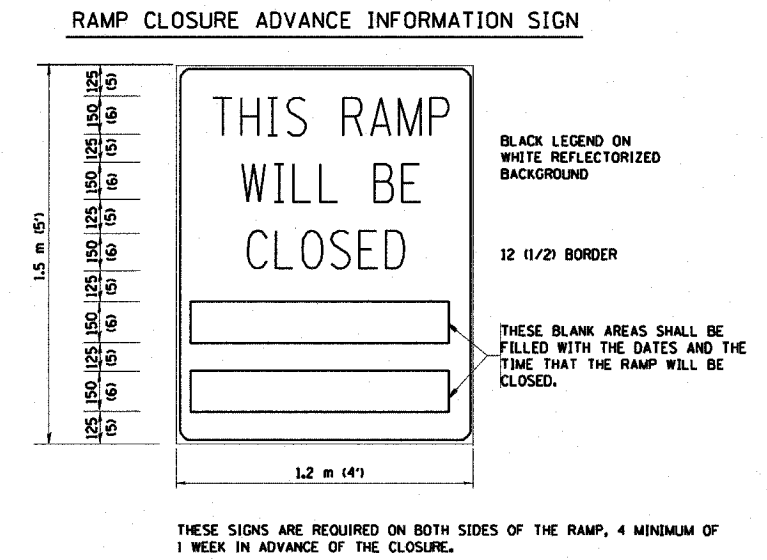 RAMP CLOSURE ADVANCE INFORMATION SIGN
125 (5)
150 (6)
125 (5)
150 (6)
125 (5)
150 (6)
125 (5)
150 (6)
125 (5)
150 (6)
125 (5)
1.5 m (5')
THIS RAMP
WILL BE
CLOSED
BLACK LEGEND ON
WHITE REFLECTORIZED
BACKGROUND
12 (1/2) BORDER
THESE BLANK AREAS SHALL BE
FILLED WITH THE DATES AND THE
TIME THAT THE RAMP WILL BE
CLOSED.
1.2 m (4')
THESE SIGNS ARE REQUIRED ON BOTH SIDES OF THE RAMP, 4 MINIMUM OF
1 WEEK IN ADVANCE OF THE CLOSURE.